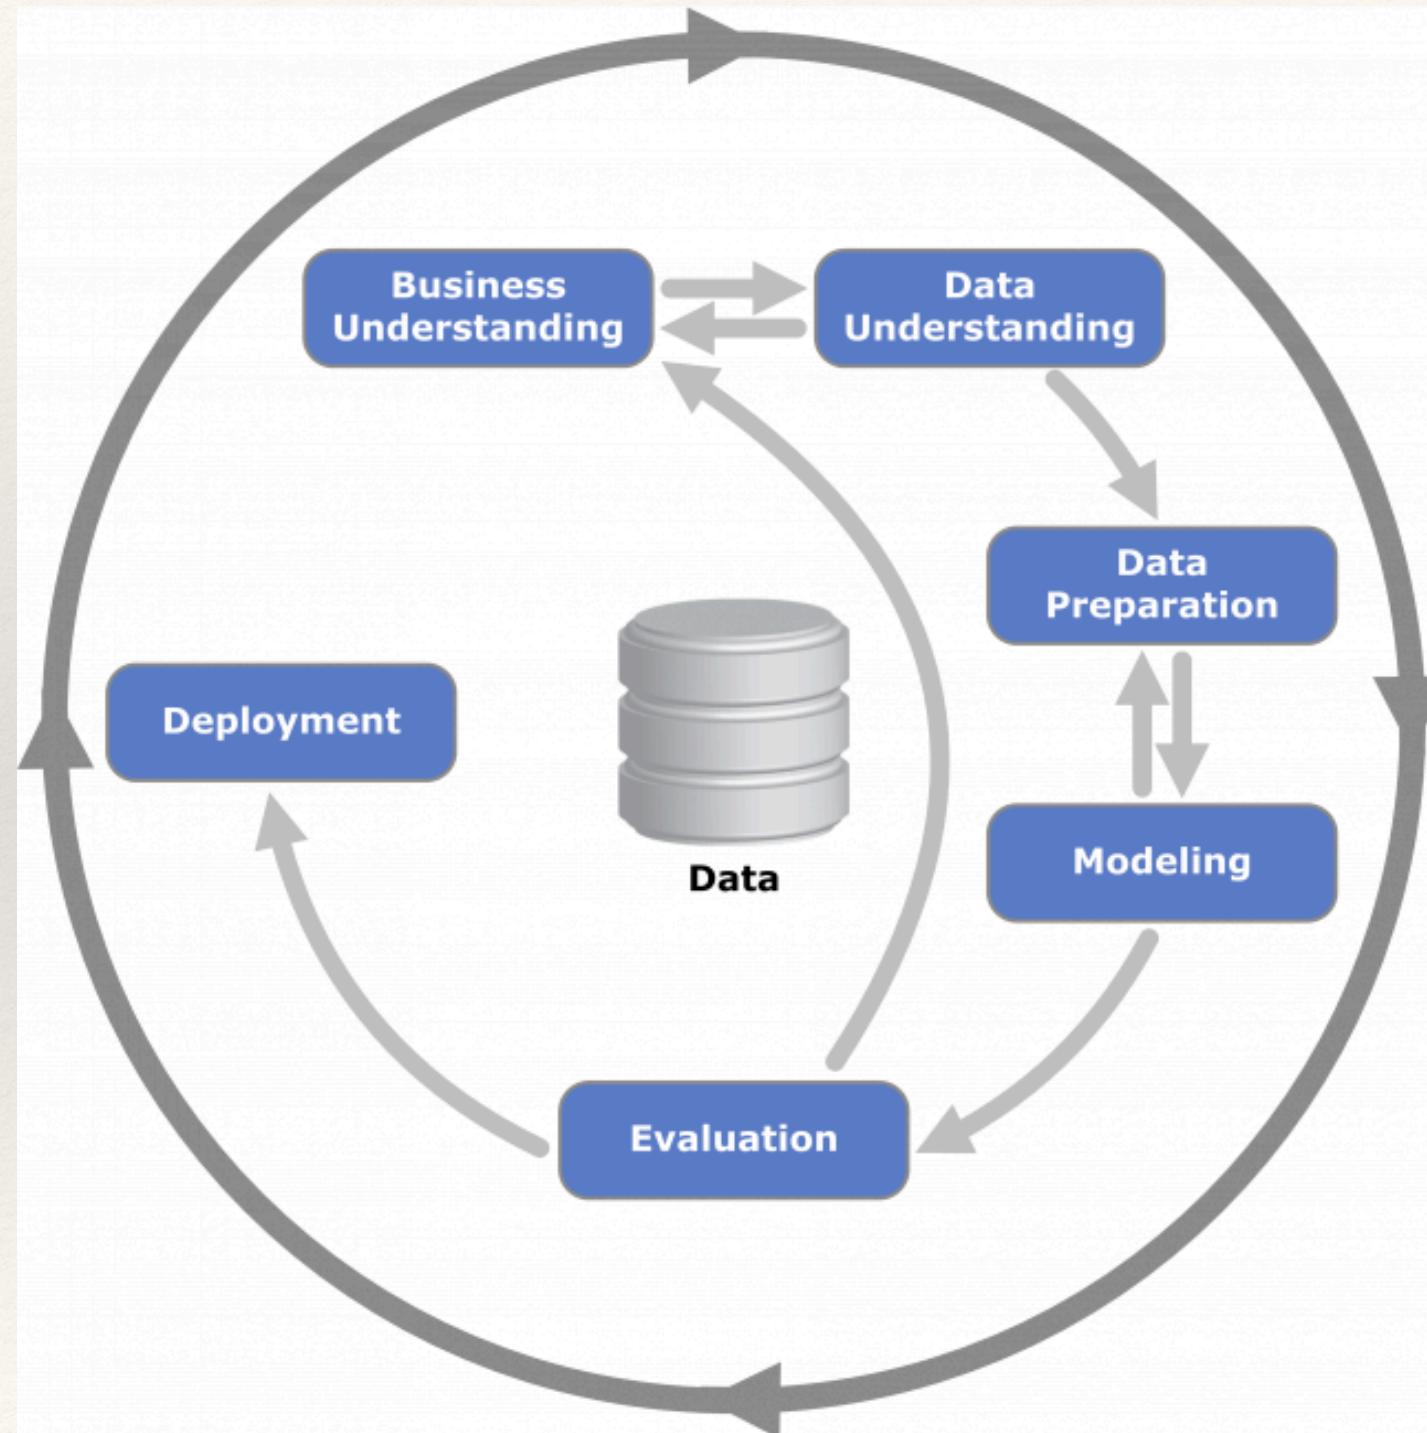 Business
Understanding
Data
Understanding
Data
Preparation
Deployment
Modeling
Data
Evaluation